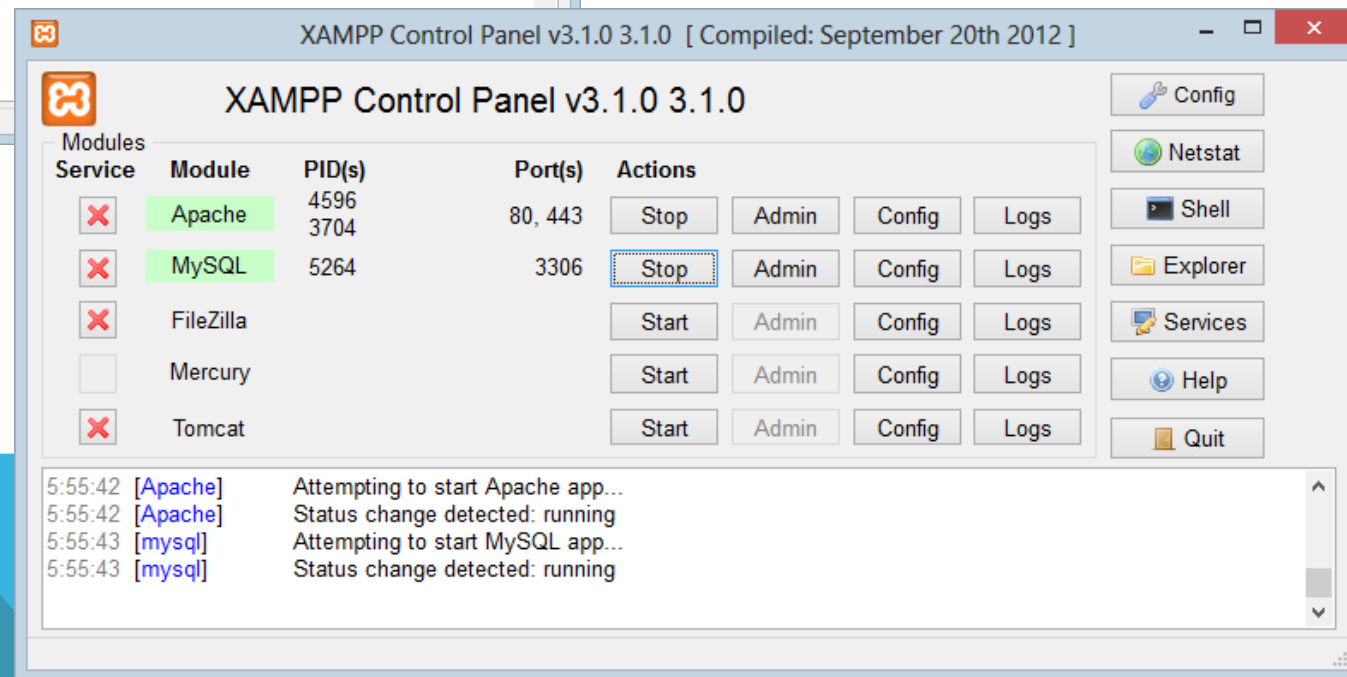 XAMPP Control Panel v3.1.0 3.1.0 [ Compiled: September 20th 2012 ]
XAMPP Control Panel v3.1.0 3.1.0
Config
Modules
Netstat
Service Module PID(s) Port(s) Actions
Apache 4596 3704 80, 443 Stop Admin Config Logs
Shell
MySQL 5264 3306 Stop Admin Config Logs
Explorer
FileZilla Start Admin Config Logs
Services
Mercury Start Admin Config Logs
Help
Tomcat Start Admin Config Logs
Quit
5:55:42 [Apache] Attempting to start Apache app...
5:55:42 [Apache] Status change detected: running
5:55:43 [mysql] Attempting to start MySQL app...
5:55:43 [mysql] Status change detected: running